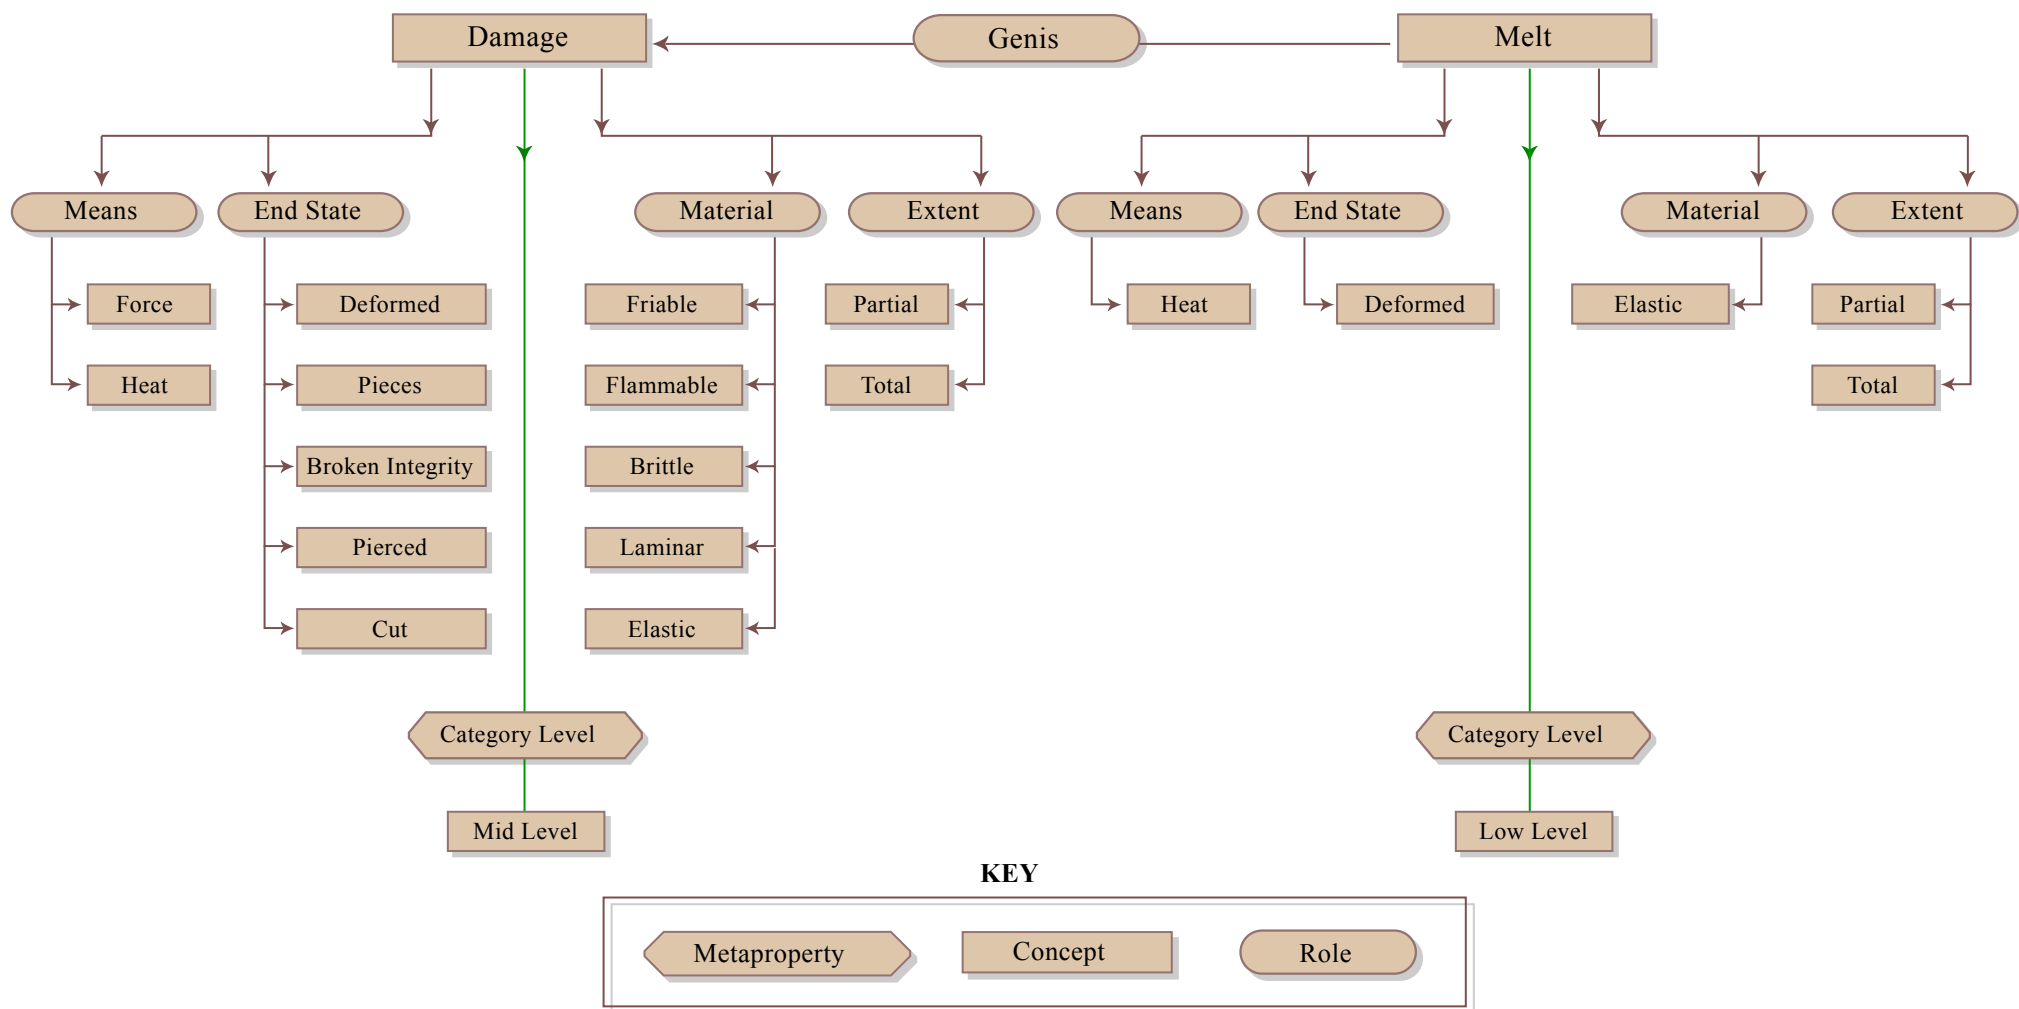 Damage
Genis
Melt
Means
End State
Material
Extent
Means
End State
Material
Extent
Force
Deformed
Friable
Partial
Heat
Deformed
Elastic
Partial
Heat
Pieces
Flammable
Total
Total
Broken Integrity
Brittle
Pierced
Laminar
Cut
Elastic
Category Level
Category Level
Mid Level
Low Level
KEY
Metaproperty
Concept
Role